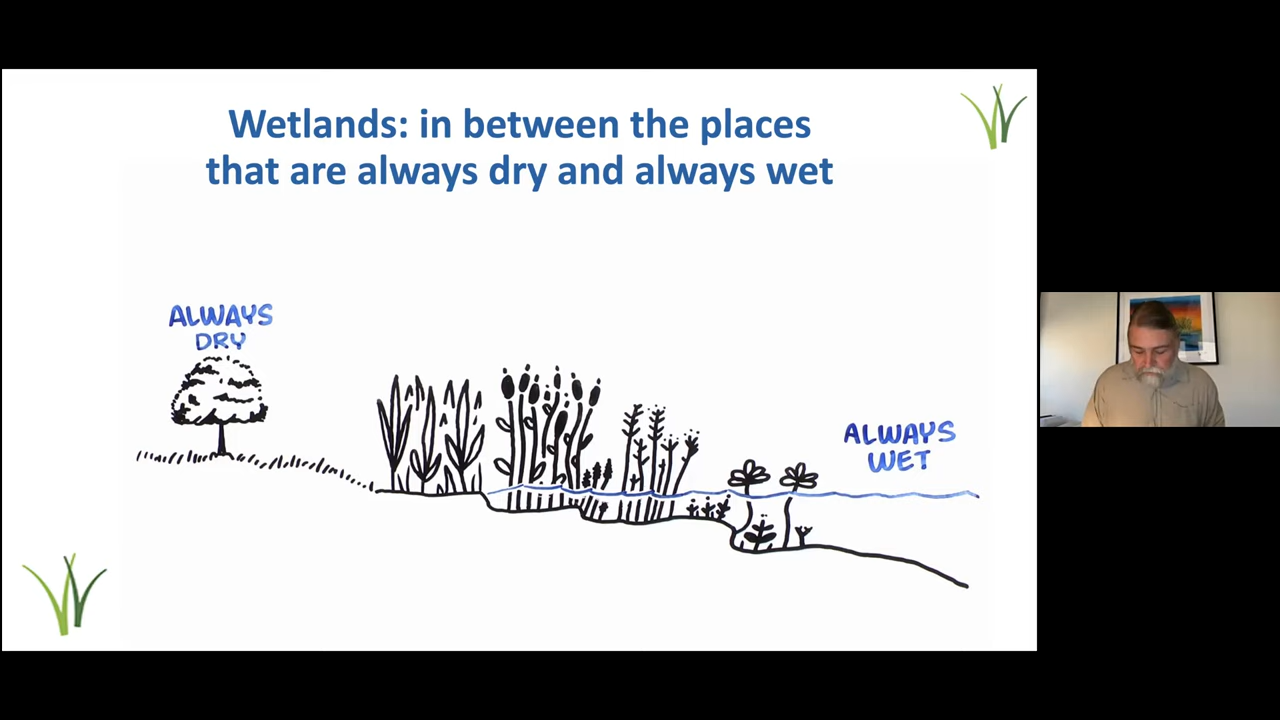 Wetlands: in between the places
that are always dry and always wet
ALWAYS
DRY
ALWAYS
WET